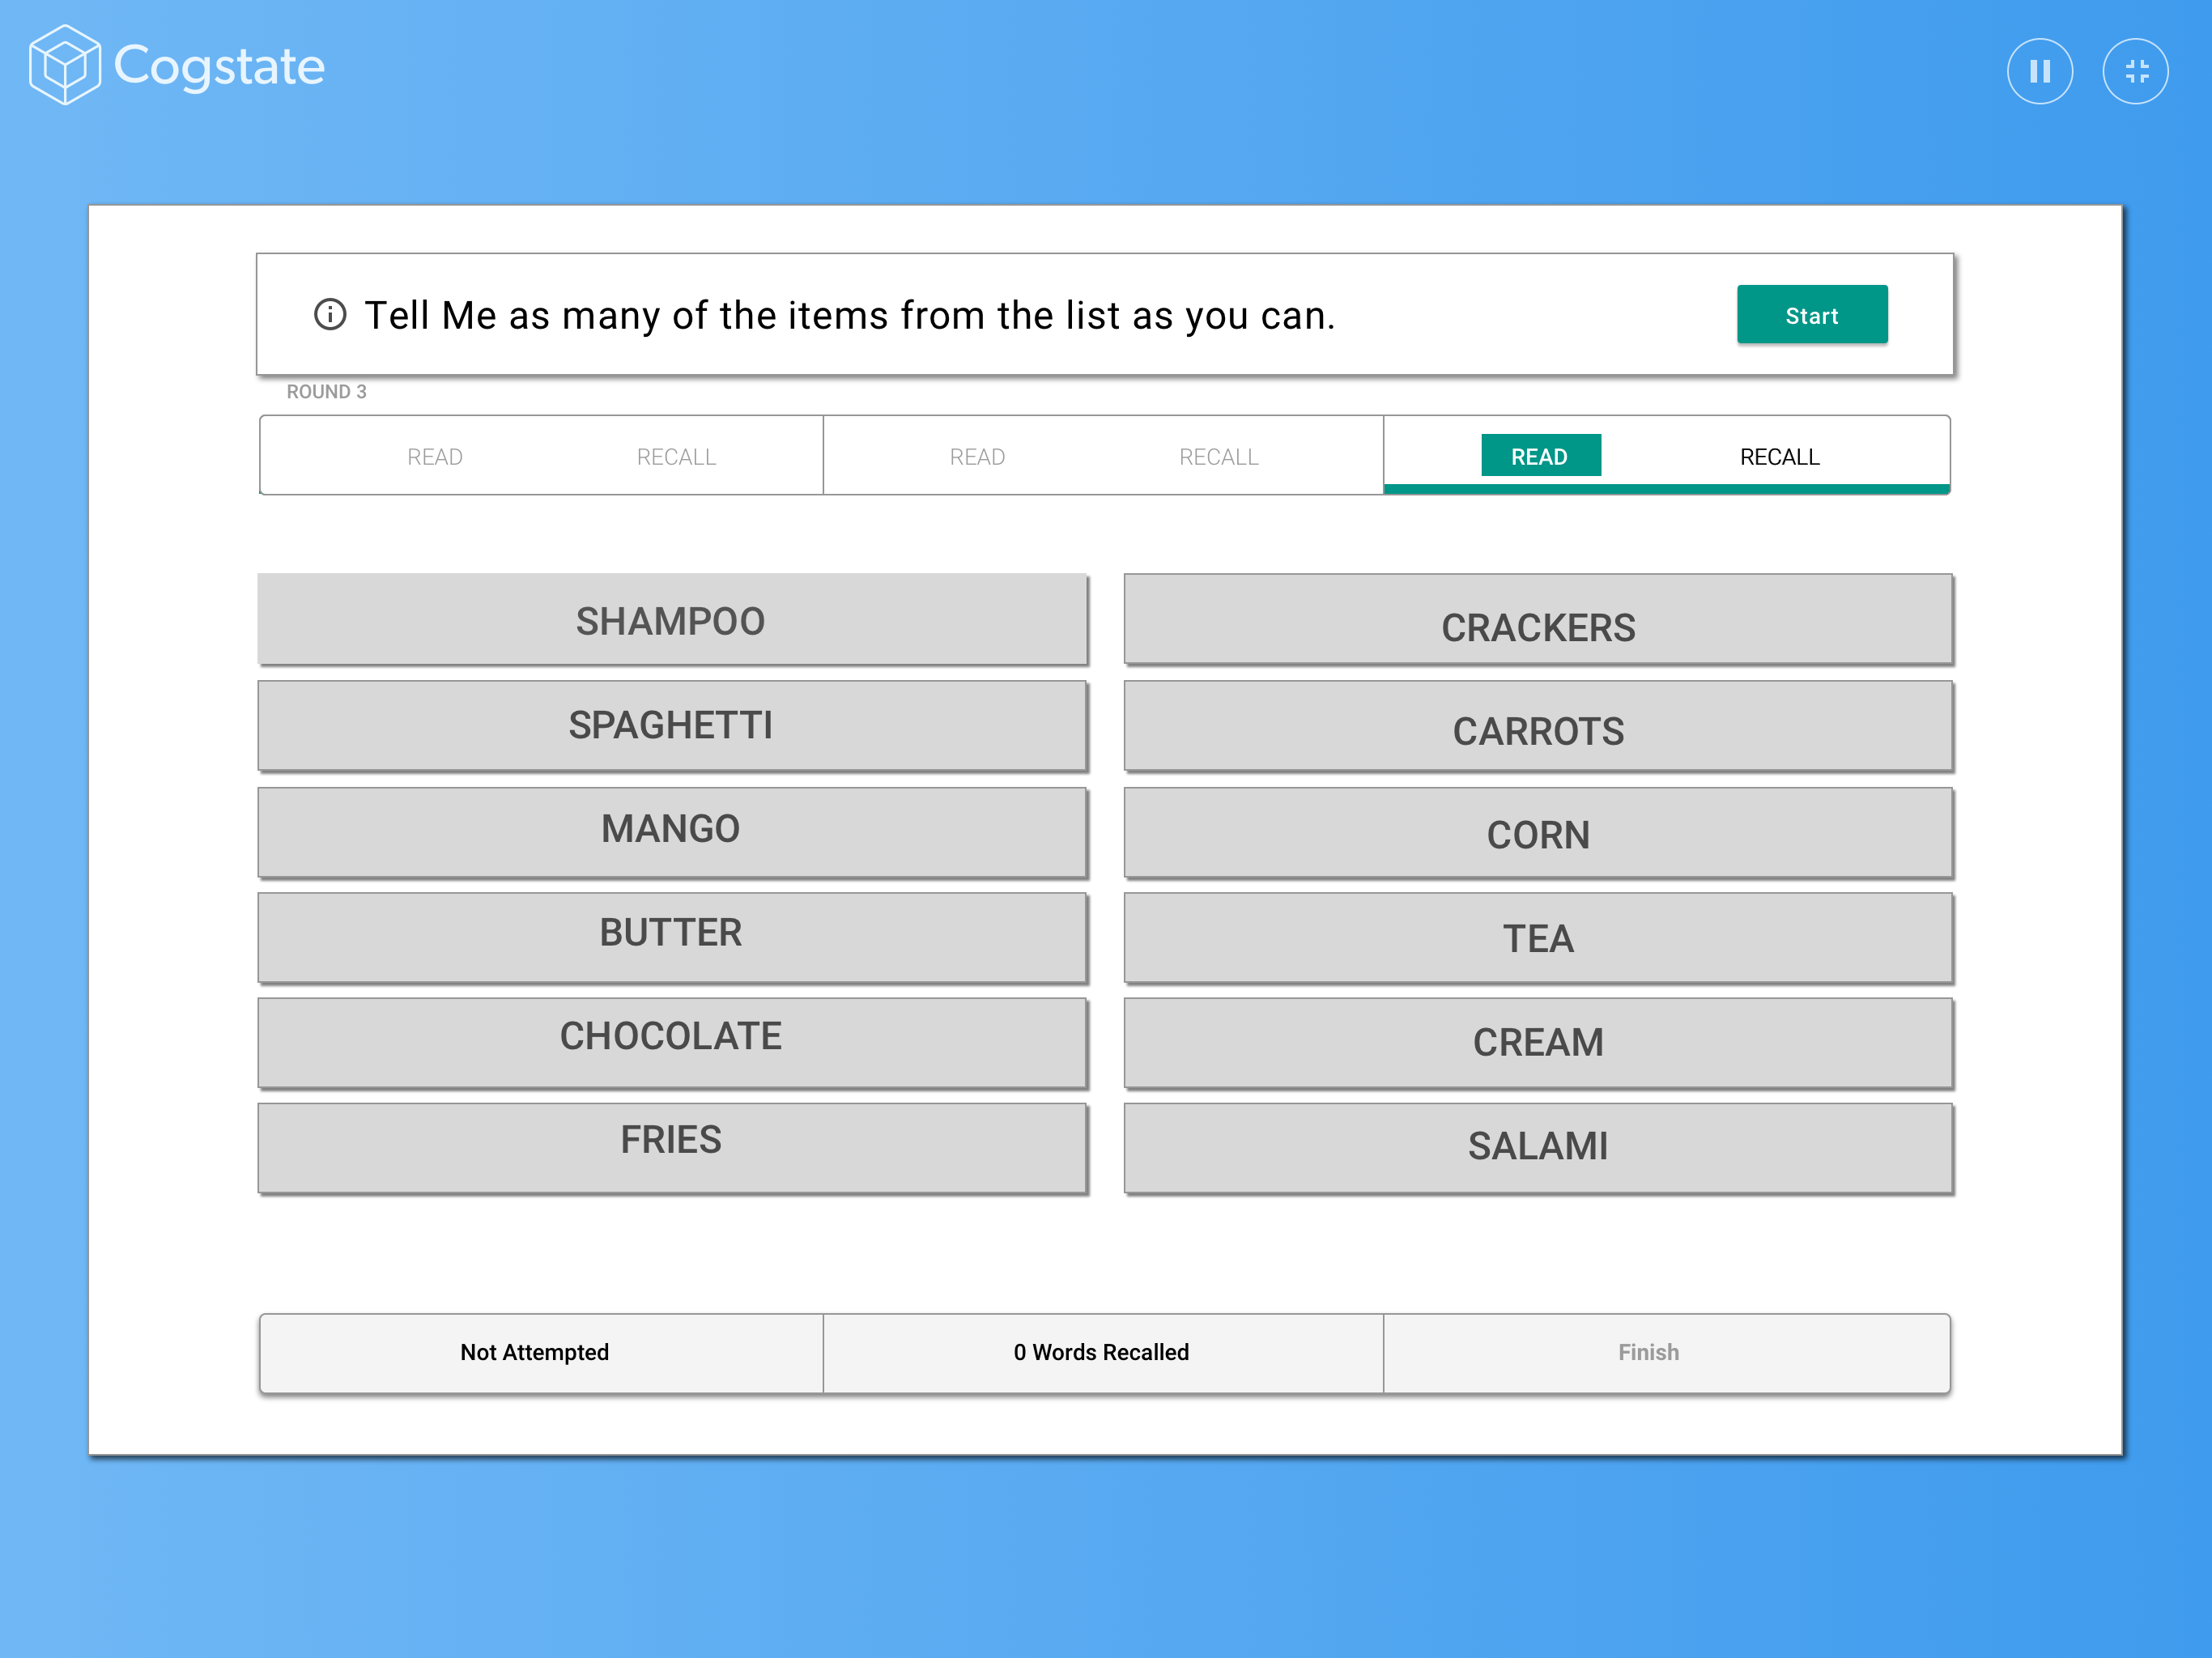 Cogstate
Tell Me as many of the items from the list as you can.
Start
ROUND 3
READ RECALL READ RECALL READ RECALL
SHAMPOO
SPAGHETTI
MANGO
BUTTER
CHOCOLATE
FRIES
CRACKERS
CARROTS
CORN
TEA
CREAM
SALAMI
Not Attempted 0 Words Recalled Finish